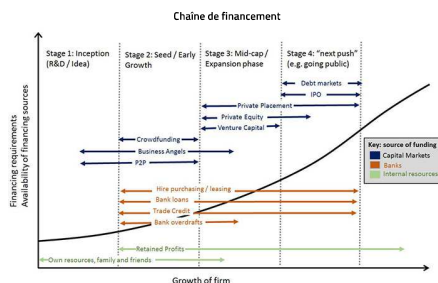 Chaîne de financement
Stage 1: Inception
(R&D / Idea)
Stage 2: Seed / Early
Growth
Stage 3: Mid-cap /
Expansion phase
Stage 4: "next push"
(e.g. going public)
Debt markets
IPO
Private Placement
Private Equity
Venture Capital
Crowdfunding
Business Angels
P2P
Hire purchasing / leasing
Bank loans
Trade Credit
Bank overdrafts
Retained Profits
Own resources, family and friends
Key: source of funding
Capital Markets
Banks
Internal resources
Financing requirements
Availability of financing sources
Growth of firm